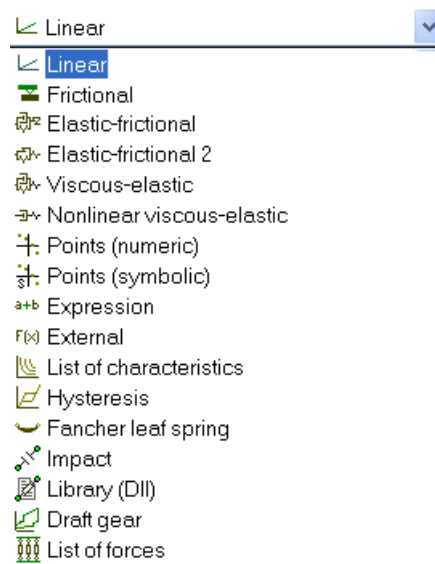 Linear
Linear
Frictional
Elastic-frictional
Elastic-frictional 2
Viscous-elastic
Nonlinear viscous-elastic
Points (numeric)
S Points (symbolic)
a+b Expression
F(x) External
List of characteristics
Hysteresis
Fancher leaf spring
Impact
Library (Dll)
Draft gear
List of forces